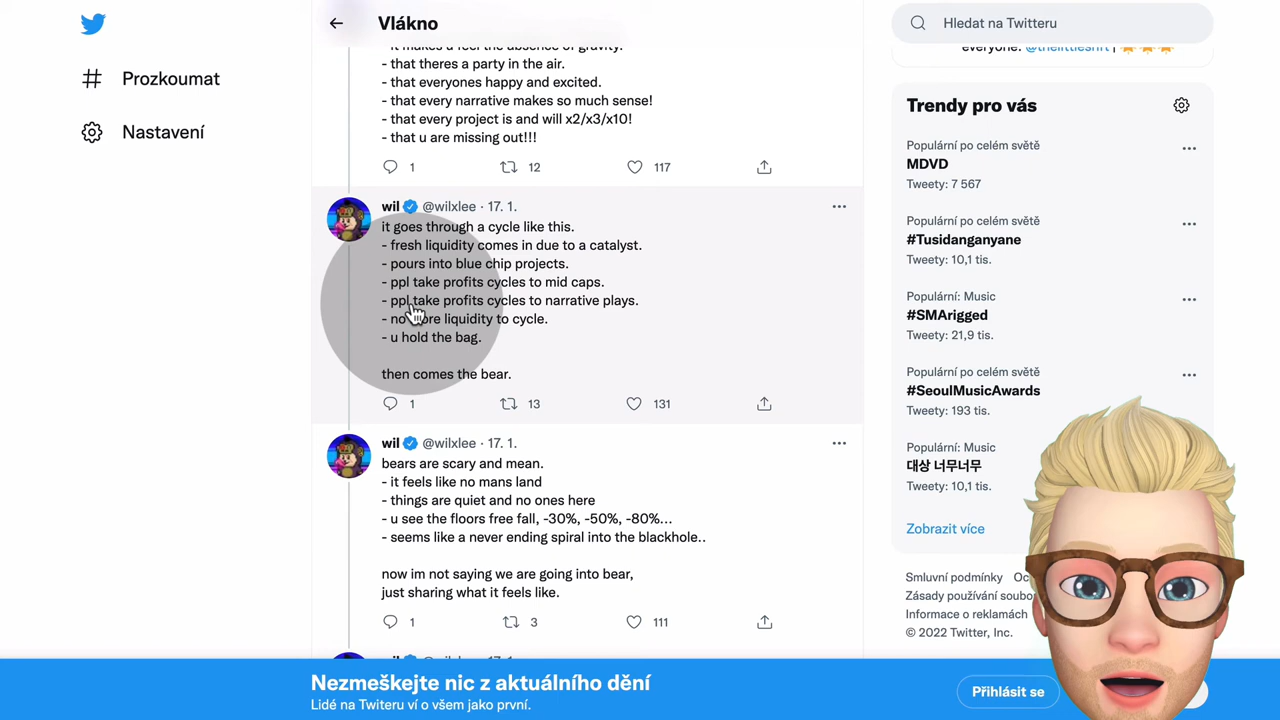 Prozkoumat
Nastavení
Vlákno
- that theres a party in the air.
- that everyones happy and excited.
- that every narrative makes so much sense!
- that every project is and will x2/x3/x10!
- that u are missing out!!!
1 12 117
wil @wilxlee · 17. 1.
it goes through a cycle like this.
- fresh liquidity comes in due to a catalyst.
- pours into blue chip projects.
- ppl take profits cycles to mid caps.
- ppl take profits cycles to narrative plays.
- no more liquidity to cycle.
- u hold the bag.
then comes the bear.
1 13 131
wil @wilxlee · 17. 1.
bears are scary and mean.
- it feels like no mans land
- things are quiet and no ones here
- u see the floors free fall, -30%, -50%, -80%...
- seems like a never ending spiral into the blackhole..
now im not saying we are going into bear,
just sharing what it feels like.
1 3 111
Hledat na Twitteru
everyone: @thelittleshrt |
Trendy pro vás
Populární po celém světě
MDVD
Tweety: 7 567
Populární po celém světě
#Tusidanganyane
Tweety: 10,1 tis.
Populární: Music
#SMArigged
Tweety: 21,9 tis.
Populární po celém světě
#SeoulMusicAwards
Tweety: 193 tis.
Populární: Music
대상 너무너무
Tweety: 10,1 tis.
Zobrazit více
Smluvní podmínky
Zásady používání
Informace o reklamách
© 2022 Twitter, Inc.
Nezmeškejte nic z aktuálního dění
Lidé na Twiteru ví o všem jako první.
Přihlásit se